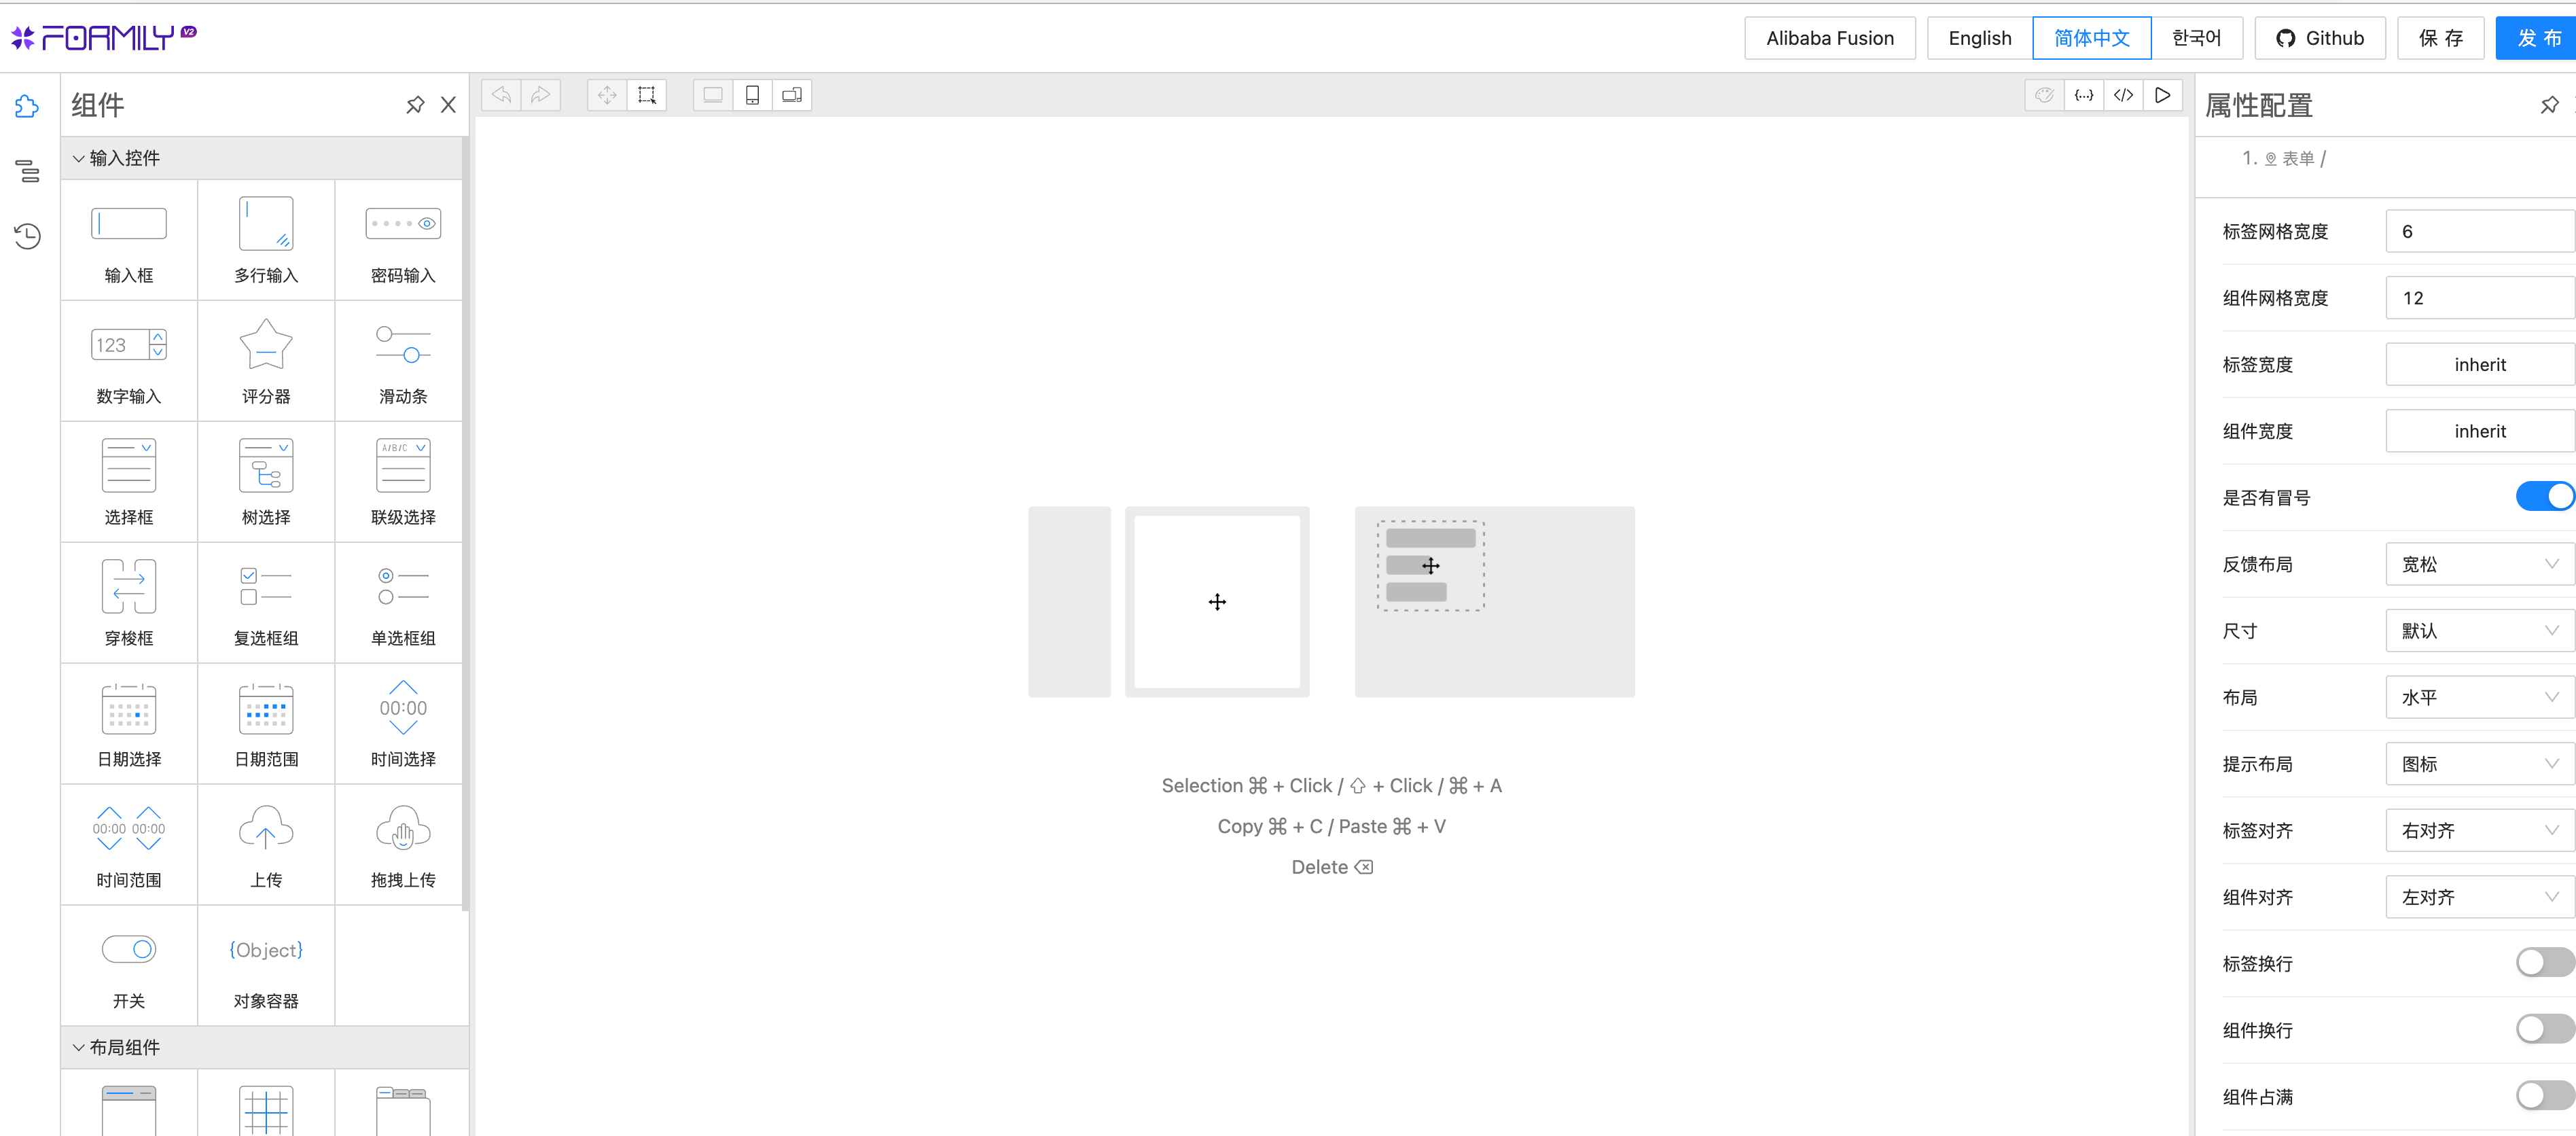 FORMILY V2
Alibaba Fusion
English
简体中文
한국어
Github
保 存
发 布
组件
输入控件
输入框
多行输入
密码输入
123
数字输入
评分器
滑动条
选择框
树选择
A/B/C
联级选择
穿梭框
复选框组
单选框组
日期选择
日期范围
00:00
时间选择
00:00 00:00
时间范围
上传
拖拽上传
开关
{Object}
对象容器
布局组件
{...}
</>
Selection ⌘ + Click / ⇧ + Click / ⌘ + A
Copy ⌘ + C / Paste ⌘ + V
Delete ⌫
属性配置
1. 表单 /
标签网格宽度 6
组件网格宽度 12
标签宽度 inherit
组件宽度 inherit
是否有冒号
反馈布局 宽松
尺寸 默认
布局 水平
提示布局 图标
标签对齐 右对齐
组件对齐 左对齐
标签换行
组件换行
组件占满